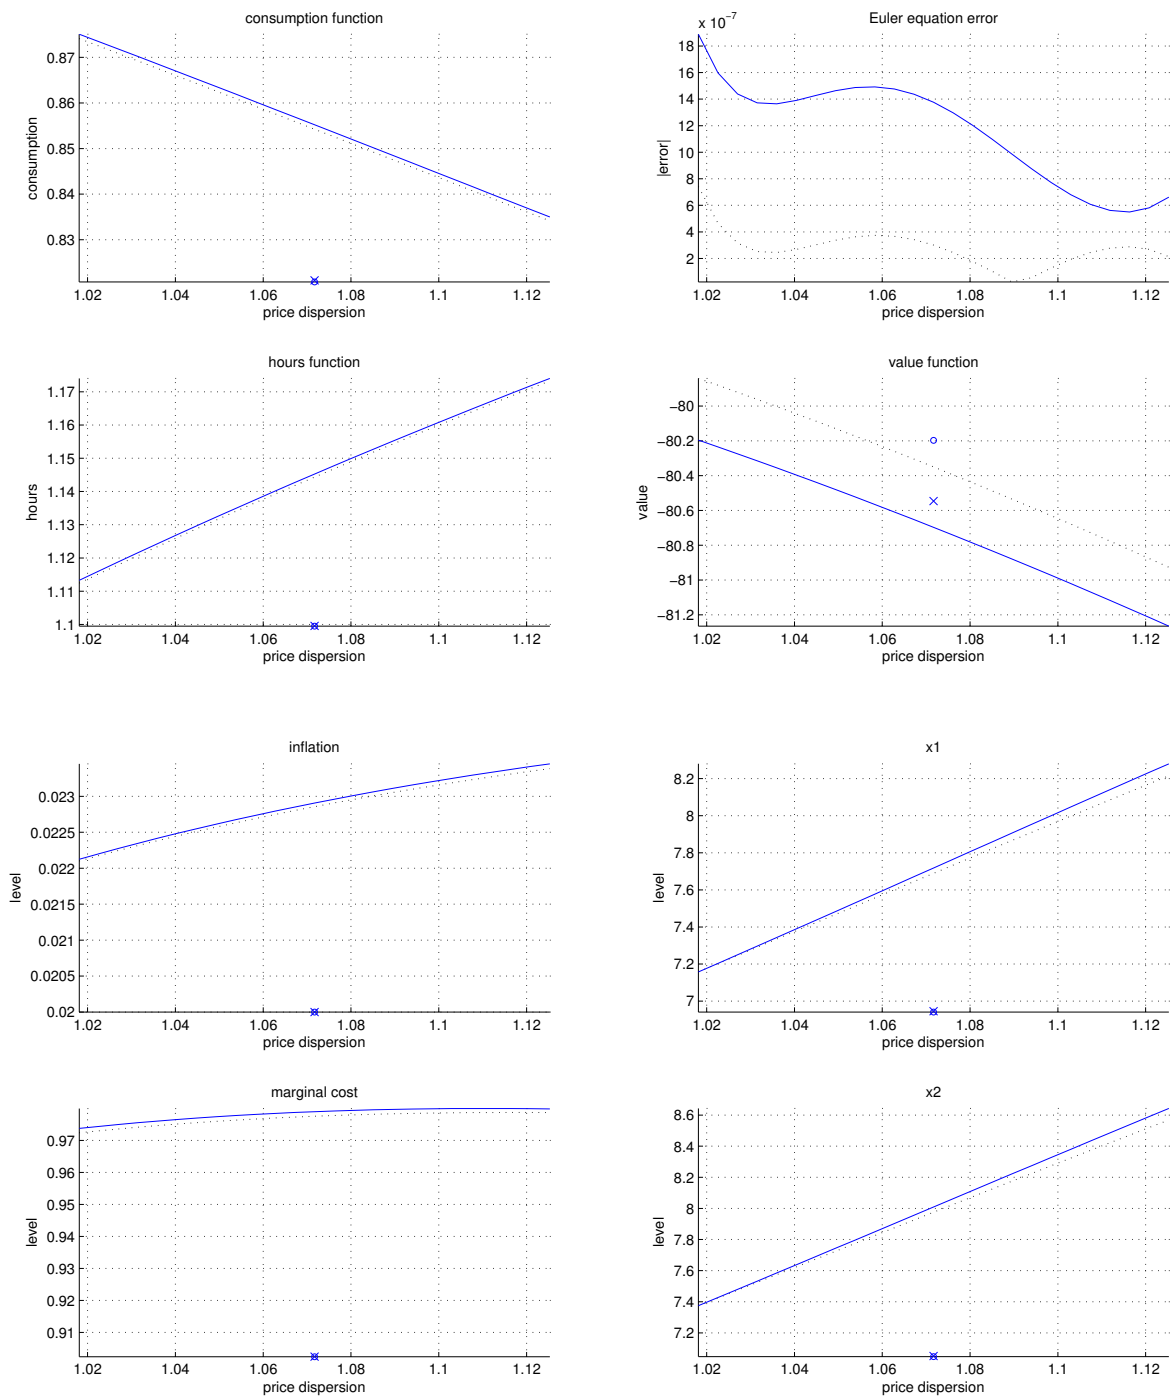 consumption function
0.87
0.86
0.85
0.84
0.83
consumption
1.02 1.04 1.06 1.08 1.1 1.12
price dispersion
Euler equation error
x 10⁻⁷
18
16
14
12
10
8
6
4
2
|error|
1.02 1.04 1.06 1.08 1.1 1.12
price dispersion
hours function
1.17
1.16
1.15
1.14
1.13
1.12
1.11
1.1
hours
1.02 1.04 1.06 1.08 1.1 1.12
price dispersion
value function
−80
−80.2
−80.4
−80.6
−80.8
−81
−81.2
value
1.02 1.04 1.06 1.08 1.1 1.12
price dispersion
inflation
0.023
0.0225
0.022
0.0215
0.021
0.0205
0.02
level
1.02 1.04 1.06 1.08 1.1 1.12
price dispersion
x1
8.2
8
7.8
7.6
7.4
7.2
7
level
1.02 1.04 1.06 1.08 1.1 1.12
price dispersion
marginal cost
0.97
0.96
0.95
0.94
0.93
0.92
0.91
level
1.02 1.04 1.06 1.08 1.1 1.12
price dispersion
x2
8.6
8.4
8.2
8
7.8
7.6
7.4
7.2
level
1.02 1.04 1.06 1.08 1.1 1.12
price dispersion